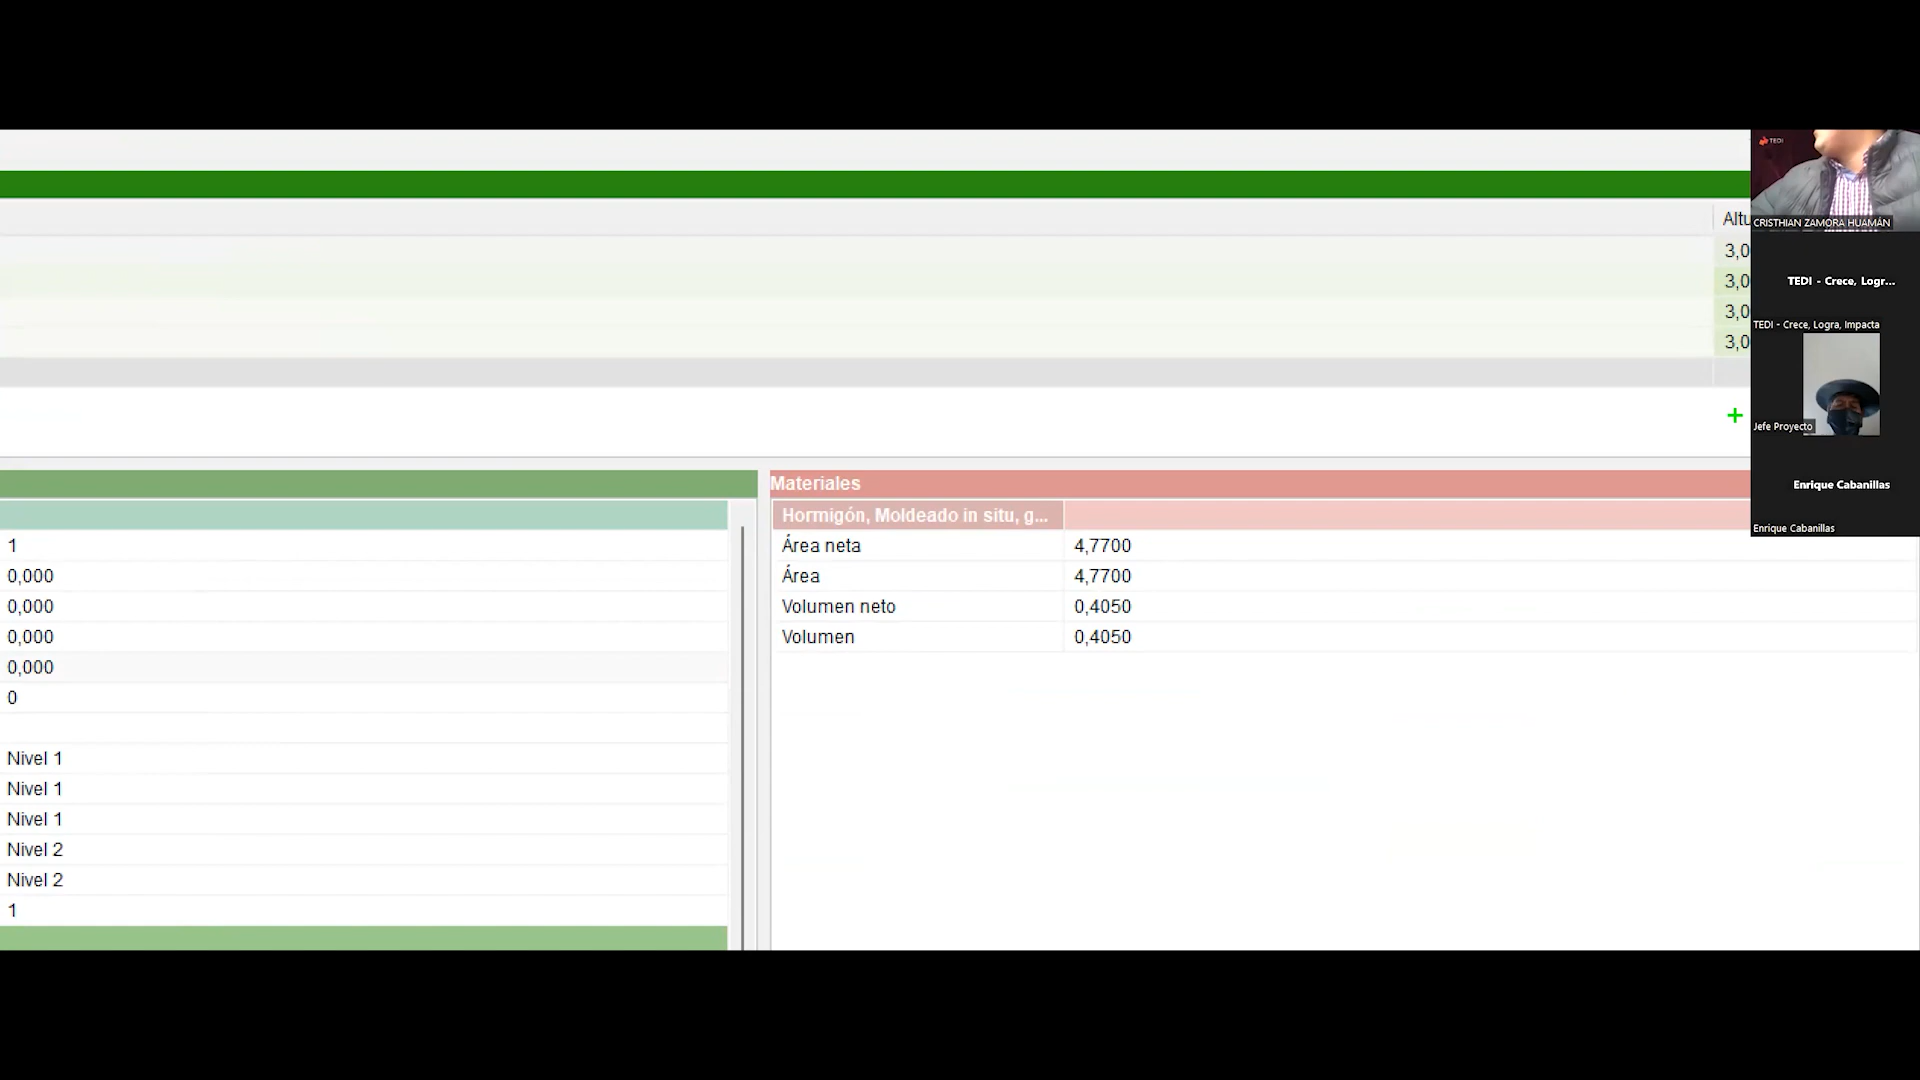 TEDI
Altu
CRISTHIAN ZAMORA HUAMÁN
3,0
3,0
3,0
3,0
TEDI - Crece, Logr...
TEDI - Crece, Logra, Impacta
+
Jefe Proyecto
Materiales
Enrique Cabanillas
Hormigón, Moldeado in situ, g...
Enrique Cabanillas
1
Área neta 4,7700
0,000
Área 4,7700
0,000
Volumen neto 0,4050
0,000
Volumen 0,4050
0,000
0
Nivel 1
Nivel 1
Nivel 1
Nivel 2
Nivel 2
1